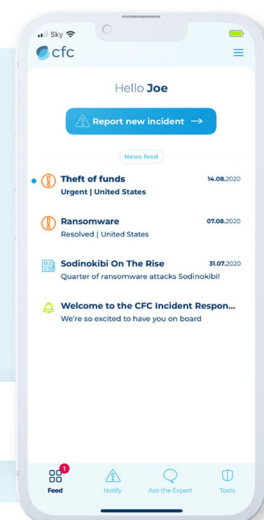 Sky
cfc
Hello Joe
Report new incident →
News feed
Theft of funds 14.08.2020
Urgent | United States
Ransomware 07.08.2020
Resolved | United States
Sodinokibi On The Rise 31.07.2020
Quarter of ransomware attacks Sodinokibi!
Welcome to the CFC Incident Respon...
We're so excited to have you on board
1
Feed Notify Ask the Expert Tools